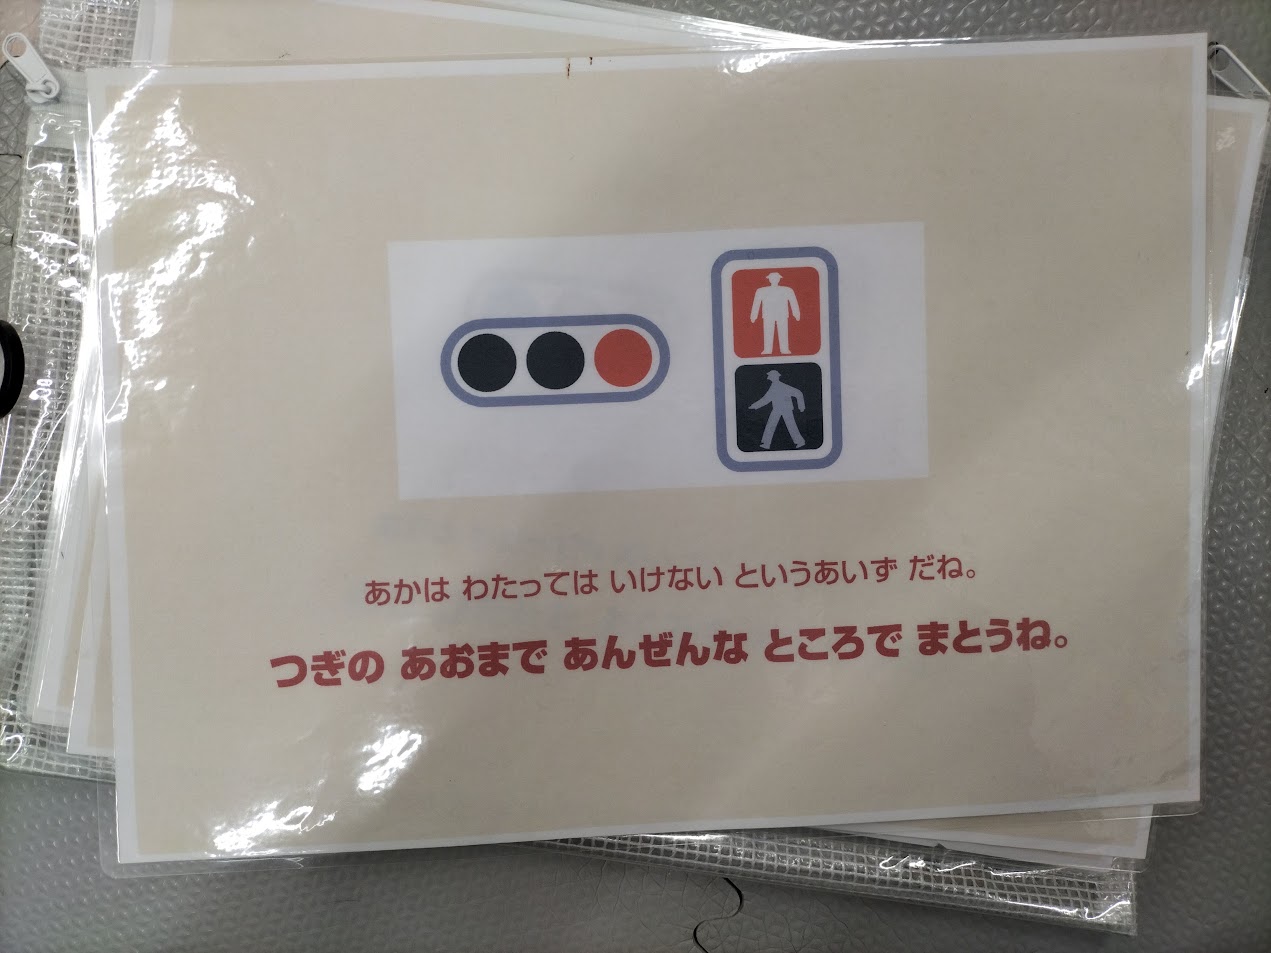 あかは わたっては いけない というあいず だね。
つぎの あおまで あんぜんな ところで まとうね。